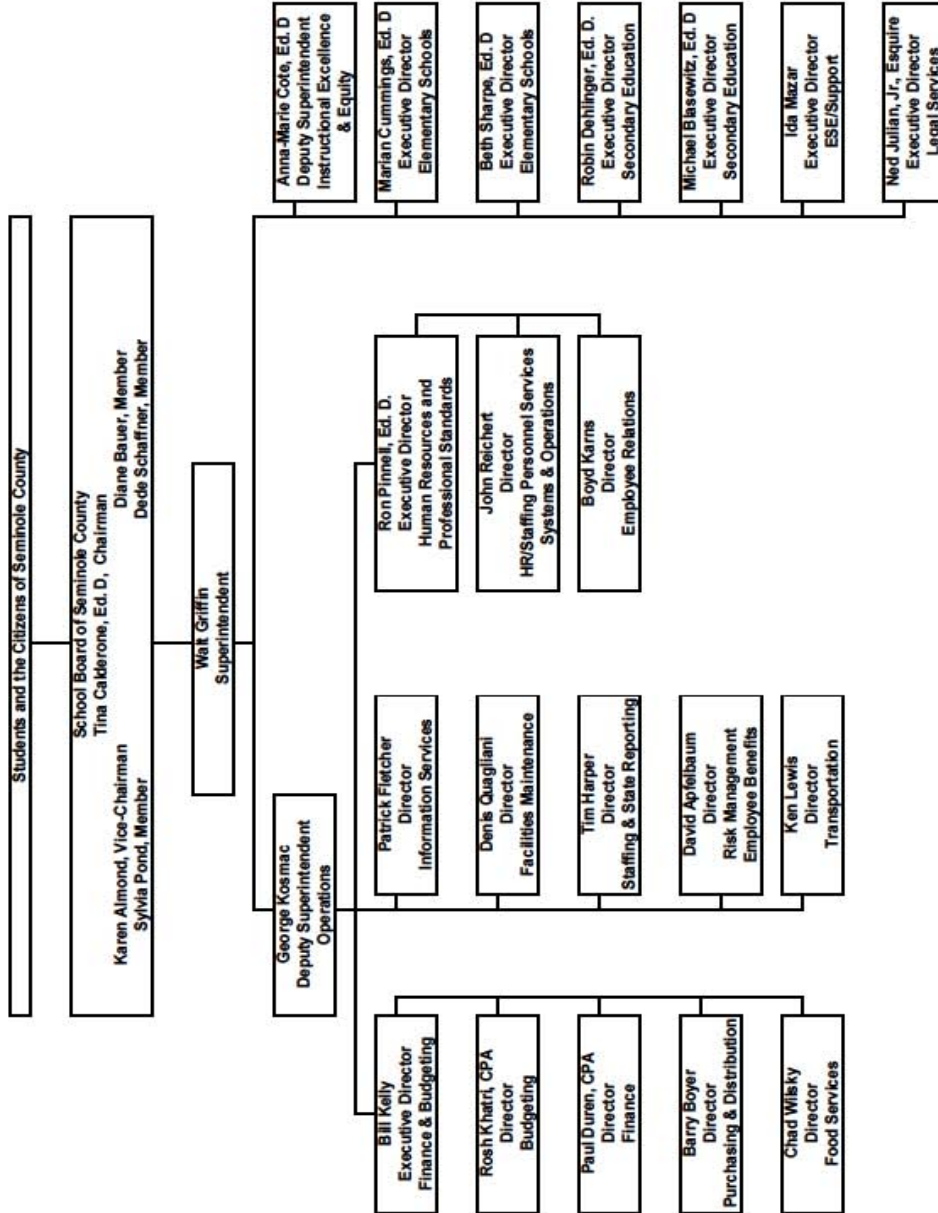 Students and the Citizens of Seminole County
School Board of Seminole County
Tina Calderone, Ed. D, Chairman
Karen Almond, Vice-Chairman
Diane Bauer, Member
Sylvia Pond, Member
Dede Schaffner, Member
Walt Griffin
Superintendent
George Kosmac
Deputy Superintendent
Operations
Bill Kelly
Executive Director
Finance & Budgeting
Rosh Khatri, CPA
Director
Budgeting
Paul Duren, CPA
Director
Finance
Barry Boyer
Director
Purchasing & Distribution
Chad Wilsky
Director
Food Services
Patrick Fletcher
Director
Information Services
Denis Quagliani
Director
Facilities Maintenance
Tim Harper
Director
Staffing & State Reporting
David Apfelbaum
Director
Risk Management
Employee Benefits
Ken Lewis
Director
Transportation
Ron Pinnell, Ed. D.
Executive Director
Human Resources and
Professional Standards
John Reichert
Director
HR/Staffing Personnel Services
Systems & Operations
Boyd Karns
Director
Employee Relations
Anna-Marie Cote, Ed. D
Deputy Superintendent
Instructional Excellence
& Equity
Marian Cummings, Ed. D
Executive Director
Elementary Schools
Beth Sharpe, Ed. D
Executive Director
Elementary Schools
Robin Dehlinger, Ed. D.
Executive Director
Secondary Education
Michael Blasewitz, Ed. D
Executive Director
Secondary Education
Ida Mazar
Executive Director
ESE/Support
Ned Julian, Jr., Esquire
Executive Director
Legal Services